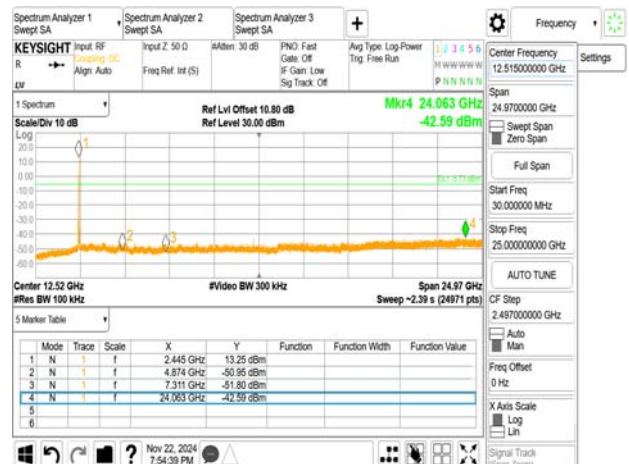 Spectrum Analyzer 1
Swept SA
Spectrum Analyzer 2
Swept SA
Spectrum Analyzer 3
Swept SA
Frequency
KEYSIGHT
R
Input: RF
Coupling: DC
Align: Auto
Input Z: 50 Ω
Freq Ref: Int (S)
#Atten: 30 dB
PNO: Fast
Gate: Off
IF Gain: Low
Sig Track: Off
Avg Type: Log-Power
Trig: Free Run
1 2 3 4 5 6
M W W W W W
P N N N N N
1 Spectrum
Scale/Div 10 dB
Log
Ref Lvl Offset 10.80 dB
Ref Level 30.00 dBm
Mkr4 24.063 GHz
-42.59 dBm
20.0
10.0
0.00
-10.0
-20.0
-30.0
-40.0
-50.0
-60.0
1
2
3
4
Center 12.52 GHz
#Res BW 100 kHz
#Video BW 300 kHz
Span 24.97 GHz
Sweep ~2.39 s (24971 pts)
5 Marker Table
Mode Trace Scale X Y Function Function Width Function Value
1 N 1 f 2.445 GHz 13.25 dBm
2 N 1 f 4.874 GHz -50.95 dBm
3 N 1 f 7.311 GHz -51.80 dBm
4 N 1 f 24.063 GHz -42.59 dBm
5
6
Nov 22, 2024
7:54:39 PM
Center Frequency
12.515000000 GHz
Settings
Span
24.9700000 GHz
Swept Span
Zero Span
Full Span
Start Freq
30.000000 MHz
Stop Freq
25.000000000 GHz
AUTO TUNE
CF Step
2.497000000 GHz
Auto
Man
Freq Offset
0 Hz
X Axis Scale
Log
Lin
Signal Track